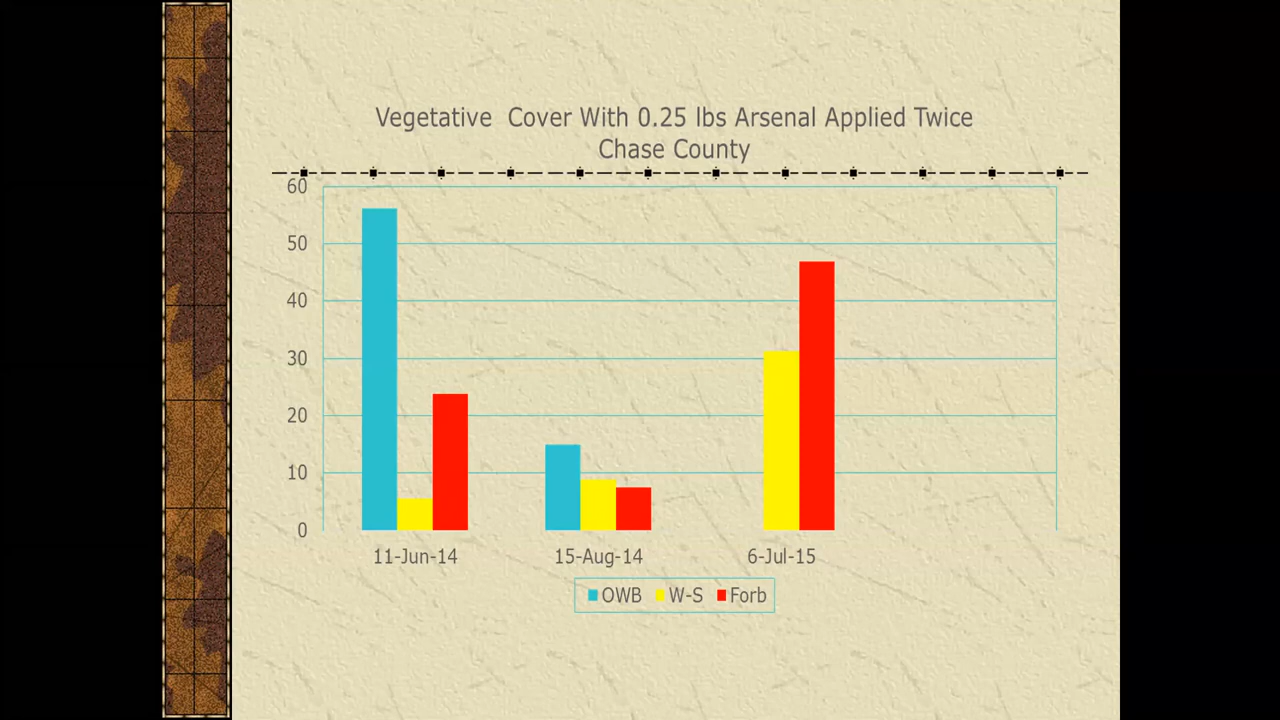 Vegetative  Cover With 0.25 lbs Arsenal Applied Twice
Chase County
60
50
40
30
20
10
0
11-Jun-14 15-Aug-14 6-Jul-15
OWB W-S Forb